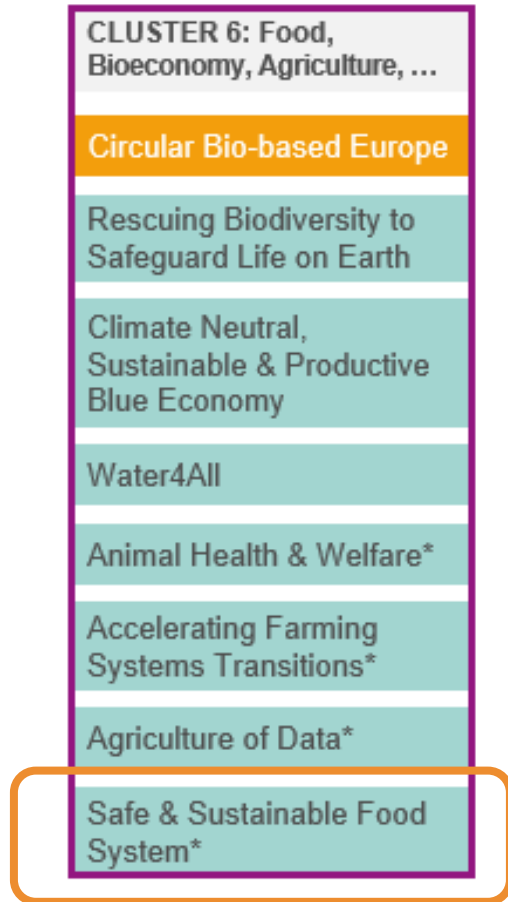 CLUSTER 6: Food,
Bioeconomy, Agriculture, ...
Circular Bio-based Europe
Rescuing Biodiversity to
Safeguard Life on Earth
Climate Neutral,
Sustainable & Productive
Blue Economy
Water4All
Animal Health & Welfare*
Accelerating Farming
Systems Transitions*
Agriculture of Data*
Safe & Sustainable Food
System*